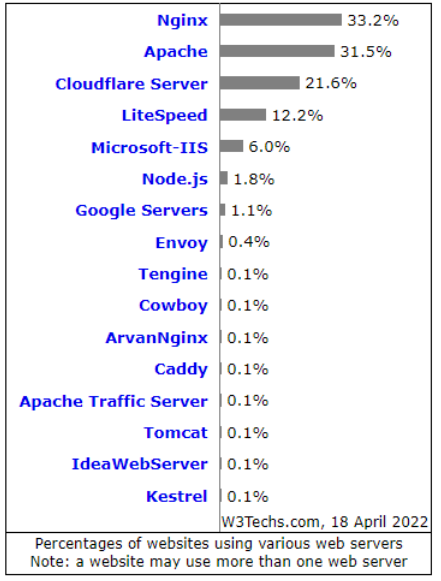 Nginx 33.2%
Apache 31.5%
Cloudflare Server 21.6%
LiteSpeed 12.2%
Microsoft-IIS 6.0%
Node.js 1.8%
Google Servers 1.1%
Envoy 0.4%
Tengine 0.1%
Cowboy 0.1%
ArvanNginx 0.1%
Caddy 0.1%
Apache Traffic Server 0.1%
Tomcat 0.1%
IdeaWebServer 0.1%
Kestrel 0.1%
W3Techs.com, 18 April 2022
Percentages of websites using various web servers
Note: a website may use more than one web server